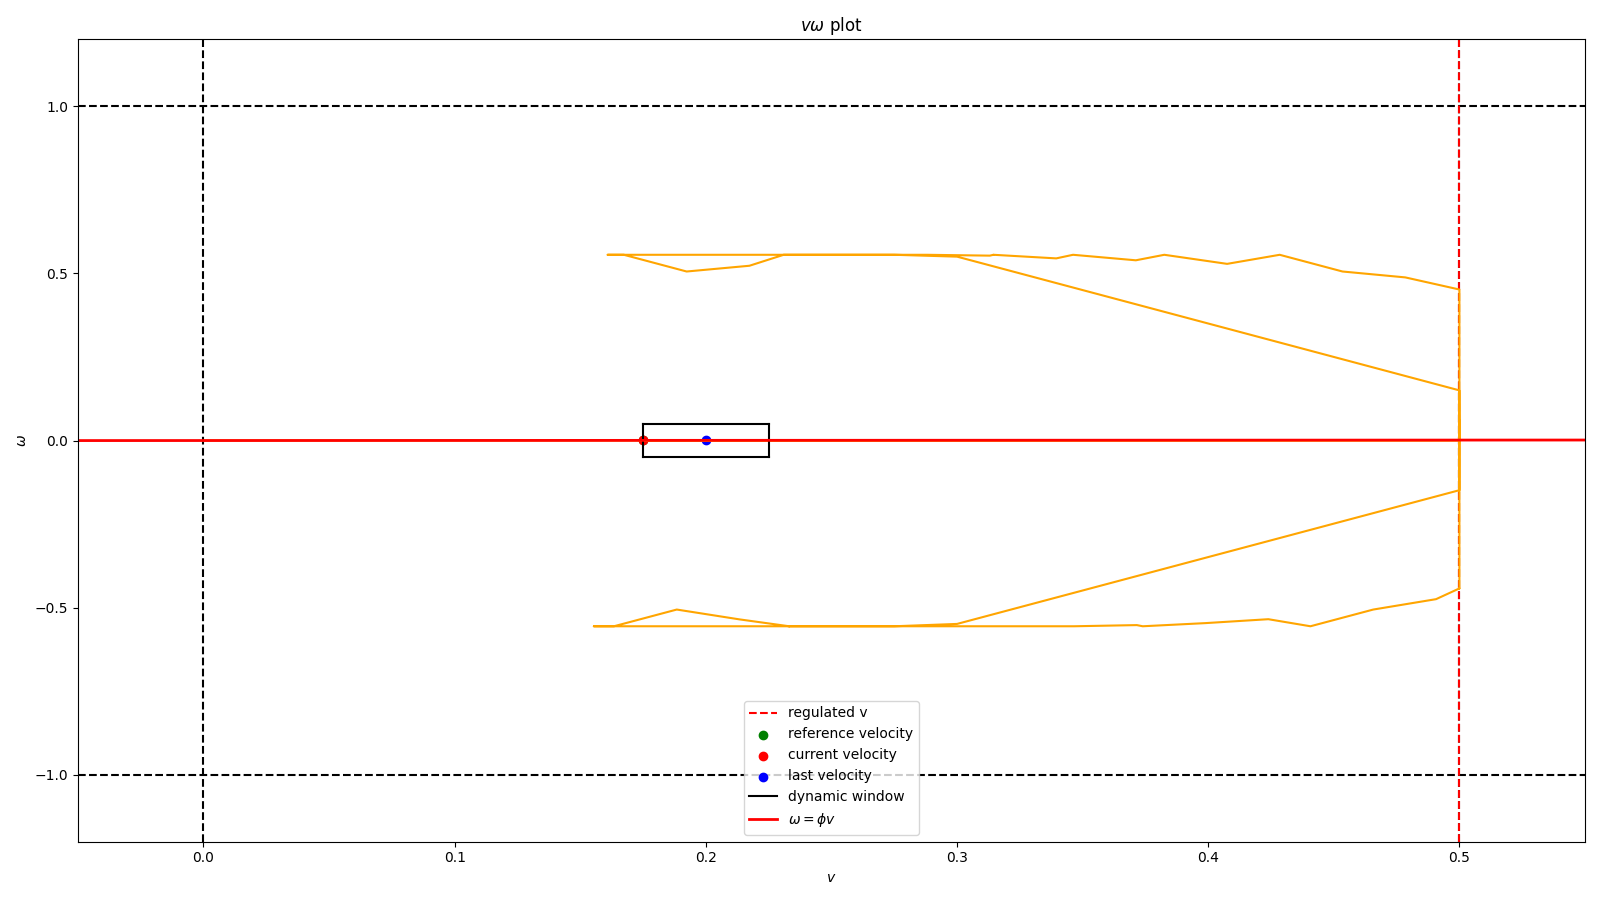 vω plot
1.0
0.5
0.0
−0.5
−1.0
ω
regulated v
reference velocity
current velocity
last velocity
dynamic window
ω = ϕv
0.0 0.1 0.2 0.3 0.4 0.5
v